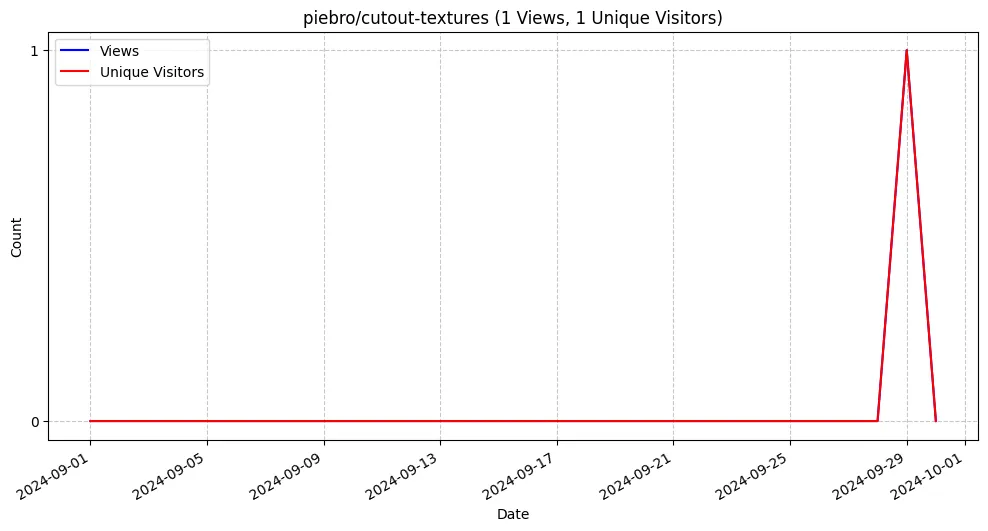 piebro/cutout-textures (1 Views, 1 Unique Visitors)
Views
Unique Visitors
1
0
Count
2024-09-01
2024-09-05
2024-09-09
2024-09-13
2024-09-17
2024-09-21
2024-09-25
2024-09-29
2024-10-01
Date